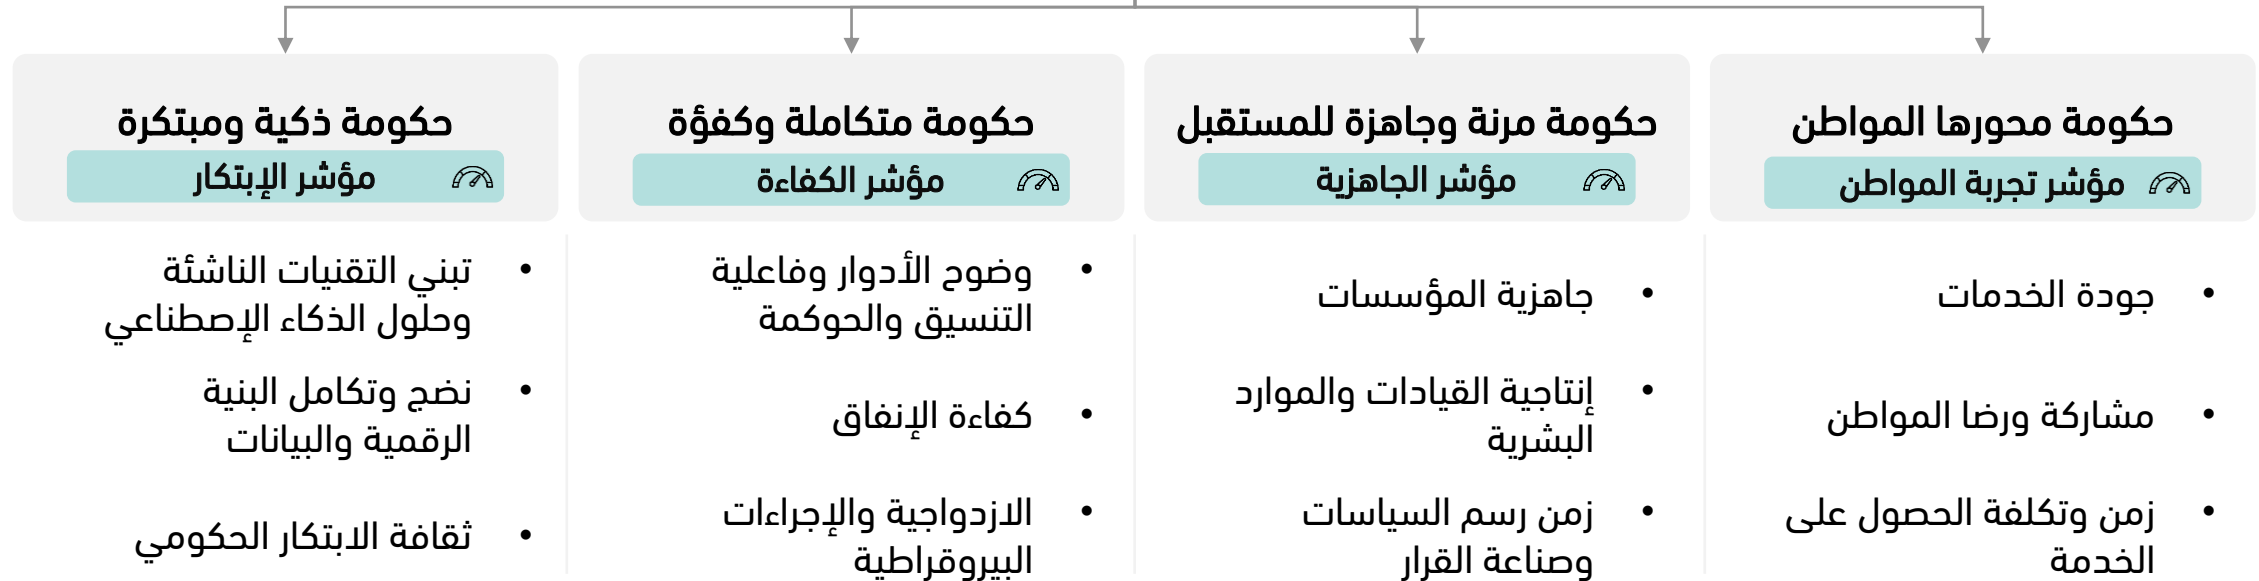 حكومة محورها المواطن
مؤشر تجربة المواطن
• جودة الخدمات
• مشاركة ورضا المواطن
• زمن وتكلفة الحصول على
الخدمة
حكومة مرنة وجاهزة للمستقبل
مؤشر الجاهزية
• جاهزية المؤسسات
• إنتاجية القيادات والموارد
البشرية
• زمن رسم السياسات
وصناعة القرار
حكومة متكاملة وكفؤة
مؤشر الكفاءة
• وضوح الأدوار وفاعلية
التنسيق والحوكمة
• كفاءة الإنفاق
• الازدواجية والإجراءات
البيروقراطية
حكومة ذكية ومبتكرة
مؤشر الإبتكار
• تبني التقنيات الناشئة
وحلول الذكاء الإصطناعي
• نضج وتكامل البنية
الرقمية والبيانات
• ثقافة الابتكار الحكومي